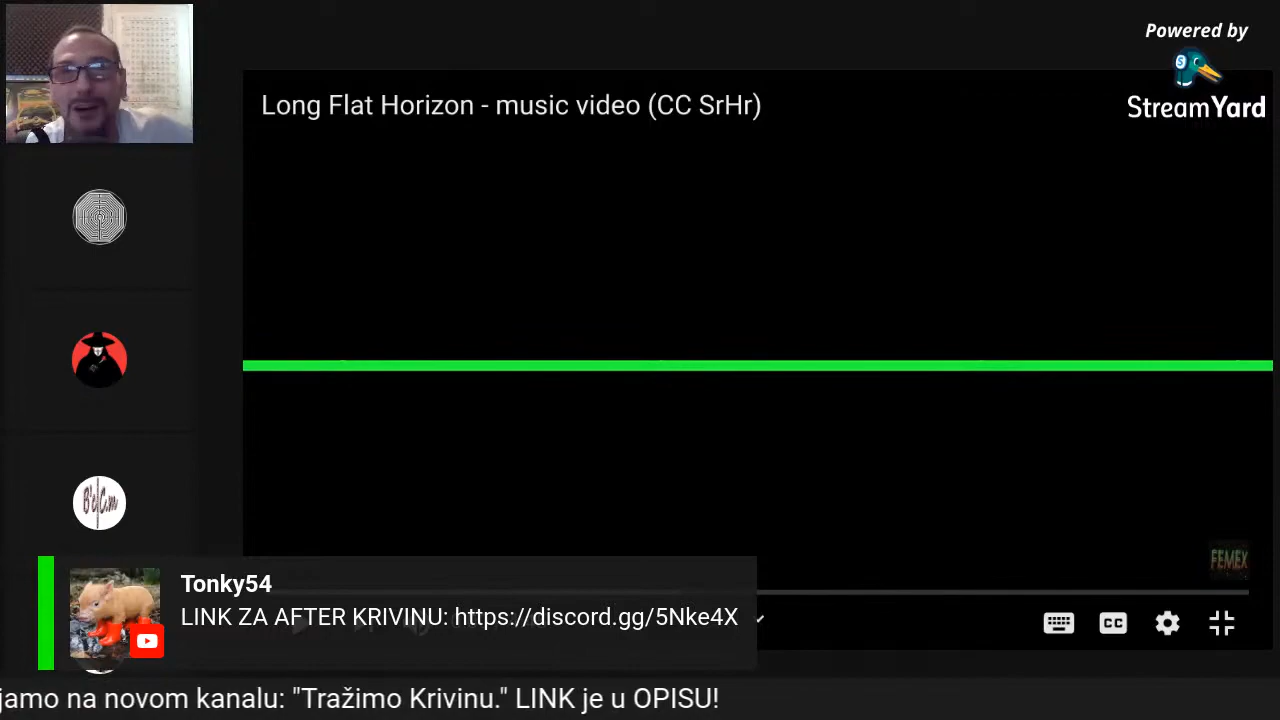 Powered by
StreamYard
Long Flat Horizon - music video (CC SrHr)
FEMEX
Tonky54
LINK ZA AFTER KRIVINU: https://discord.gg/5Nke4X
CC
jamo na novom kanalu: "Tražimo Krivinu." LINK je u OPISU!